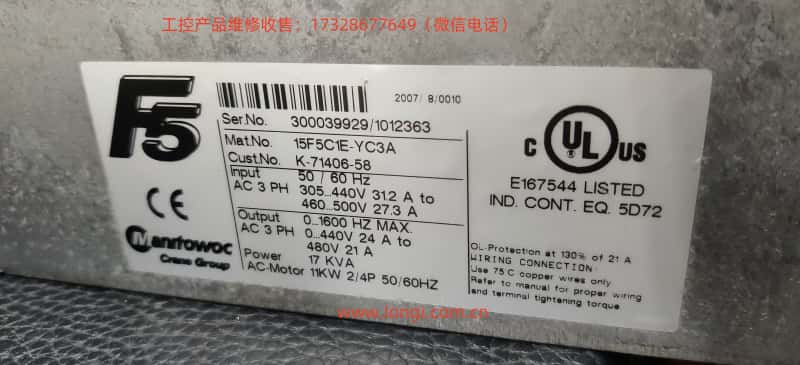 工控产品维修收售；17328677649（微信电话）
F5
2007/ 8/0010
Ser.No. 300039929/1012363
Mat.No. 15F5C1E-YC3A
Cust.No. K-71406-58
Input 50 / 60 Hz
AC 3 PH 305..440V 31.2 A to
460..500V 27.3 A
Output 0..1600 HZ MAX.
AC 3 PH 0..440V 24 A to
480V 21 A
Power 17 KVA
AC-Motor 11KW 2/4P 50/60HZ
CE
Manitowoc
Crane Group
C UL US
E167544 LISTED
IND. CONT. EQ. 5D72
OL-Protection at 130% of 21 A
WIRING CONNECTION:
Use 75 C copper wires only
Refer to manual for proper wiring
and terminal tightening torque
www.longi.com.cn